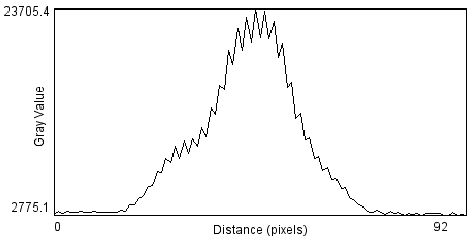 23705.4
Gray Value
2775.1
0
Distance (pixels)
92